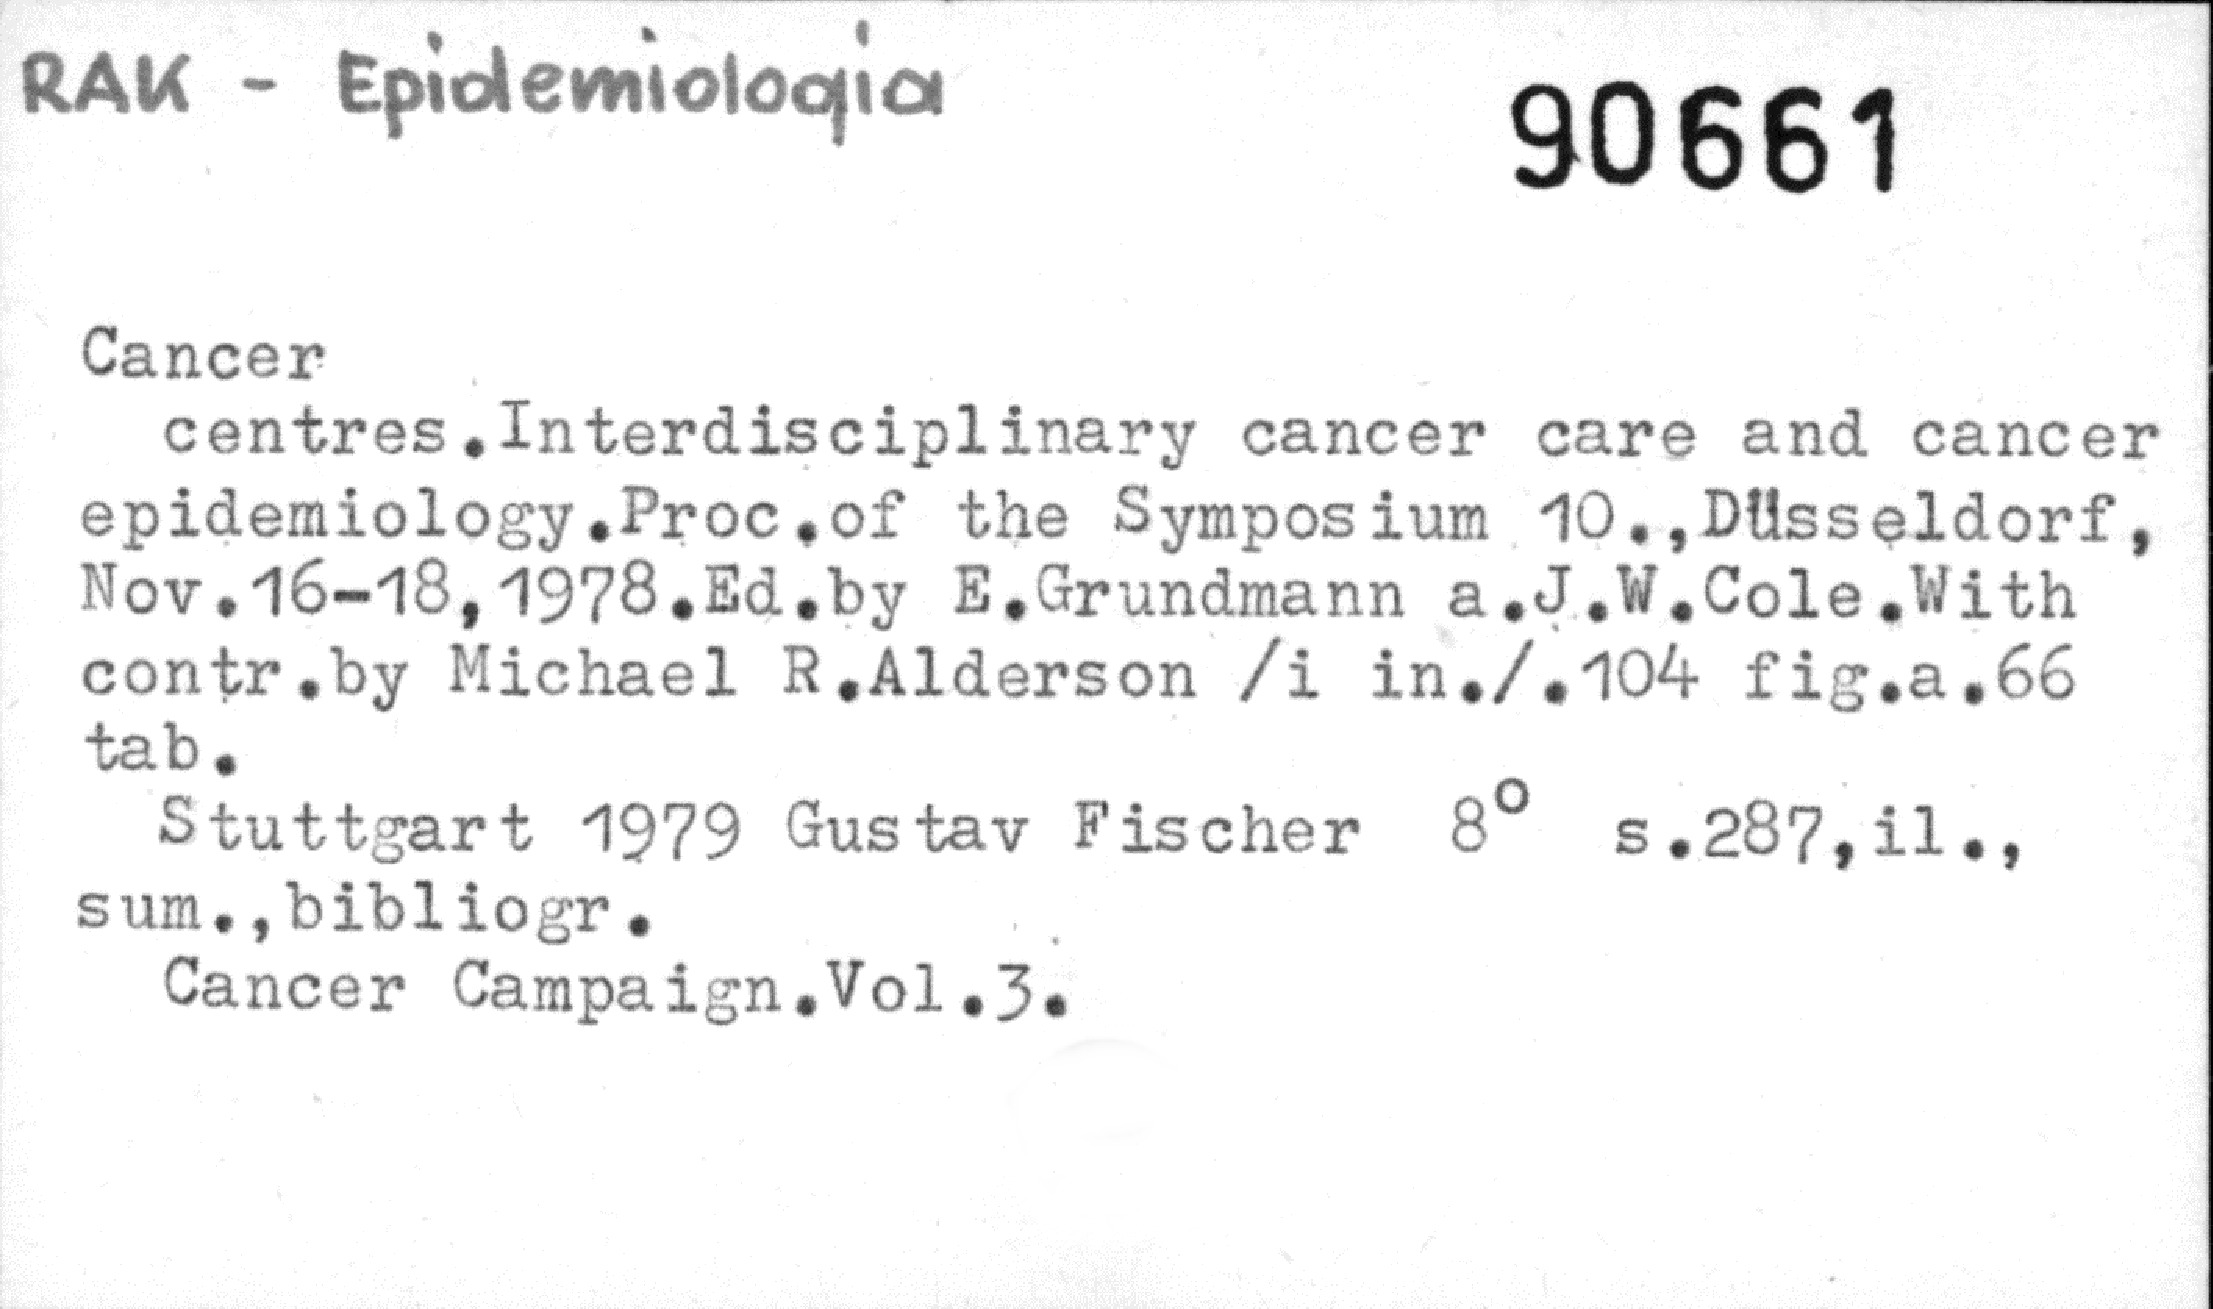 RAK - Epidemiologia
90661
Cancer
centres.Interdisciplinary cancer care and cancer
epidemiology.Proc.of the Symposium 10.,Düsseldorf,
Nov.16-18,1978.Ed.by E.Grundmann a.J.W.Cole.With
contr.by Michael R.Alderson /i in./.104 fig.a.66
tab.
Stuttgart 1979 Gustav Fischer 8° s.287,il.,
sum.,bibliogr.
Cancer Campaign.Vol.3.